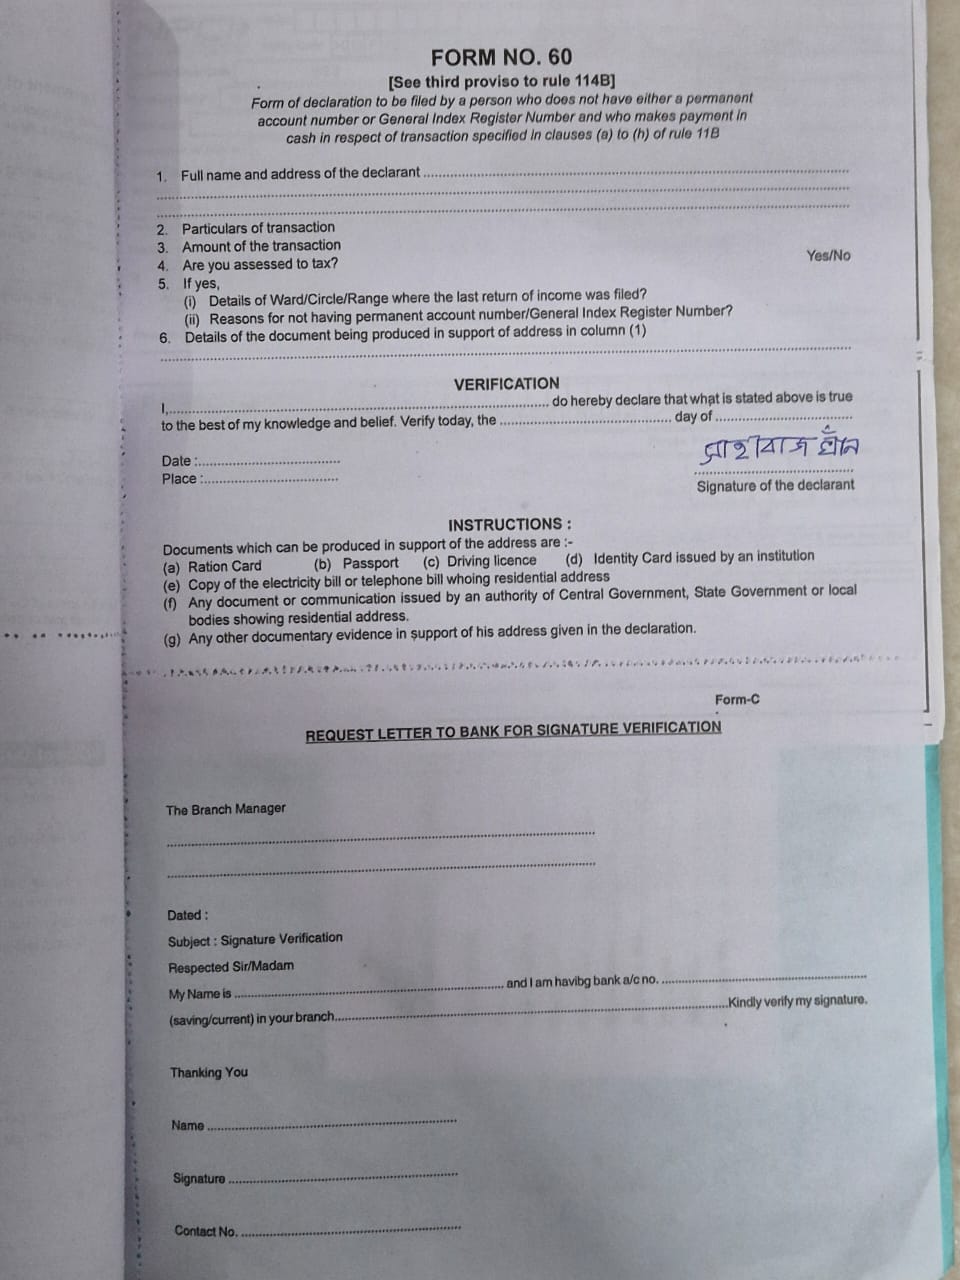 FORM NO. 60
[See third proviso to rule 114B]
Form of declaration to be filed by a person who does not have either a permanent
account number or General Index Register Number and who makes payment in
cash in respect of transaction specified in clauses (a) to (h) of rule 11B
1. Full name and address of the declarant
2. Particulars of transaction
3. Amount of the transaction
4. Are you assessed to tax? Yes/No
5. If yes,
(i) Details of Ward/Circle/Range where the last return of income was filed?
(ii) Reasons for not having permanent account number/General Index Register Number?
6. Details of the document being produced in support of address in column (1)
VERIFICATION
I, do hereby declare that what is stated above is true
to the best of my knowledge and belief. Verify today, the day of
সাহাবাজ খাঁন
Date :
Place :
Signature of the declarant
INSTRUCTIONS :
Documents which can be produced in support of the address are :-
(a) Ration Card (b) Passport (c) Driving licence (d) Identity Card issued by an institution
(e) Copy of the electricity bill or telephone bill whoing residential address
(f) Any document or communication issued by an authority of Central Government, State Government or local
bodies showing residential address.
(g) Any other documentary evidence in support of his address given in the declaration.
Form-C
REQUEST LETTER TO BANK FOR SIGNATURE VERIFICATION
The Branch Manager
Dated :
Subject : Signature Verification
Respected Sir/Madam
My Name is and I am havibg bank a/c no.
(saving/current) in your branch Kindly verify my signature.
Thanking You
Name
Signature
Contact No.